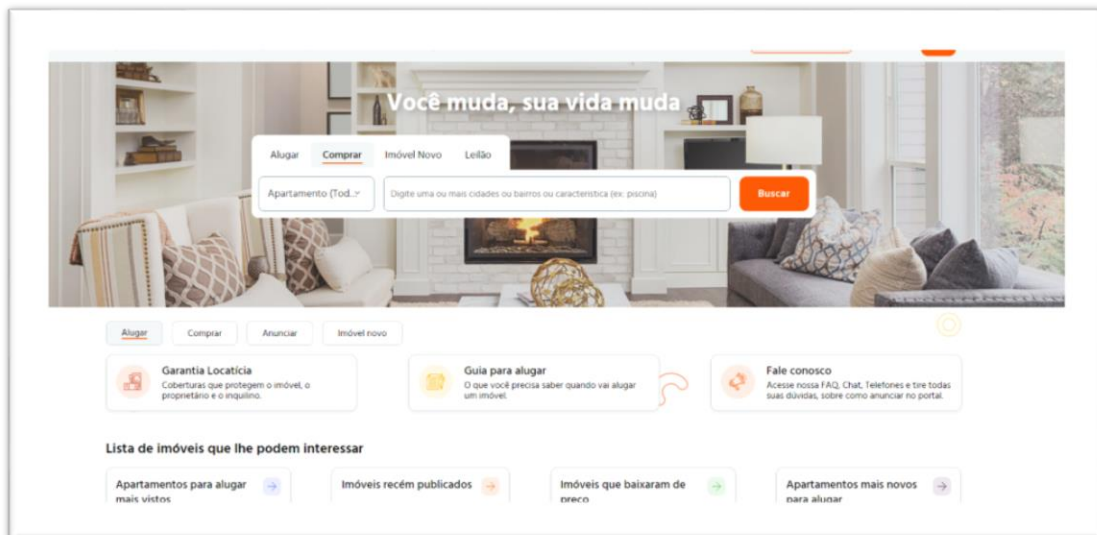 Você muda, sua vida muda
Alugar Comprar Imóvel Novo Leilão
Apartamento (Tod... Digite uma ou mais cidades ou bairros ou característica (ex: piscina) Buscar
Alugar Comprar Anunciar Imóvel novo
Garantia Locatícia
Coberturas que protegem o imóvel, o
proprietário e o inquilino.
Guia para alugar
O que você precisa saber quando vai alugar
um imóvel.
Fale conosco
Acesse nossa FAQ, Chat, Telefones e tire todas
suas dúvidas, sobre como anunciar no portal.
Lista de imóveis que lhe podem interessar
Apartamentos para alugar
mais vistos
Imóveis recém publicados
Imóveis que baixaram de
preço
Apartamentos mais novos
para alugar